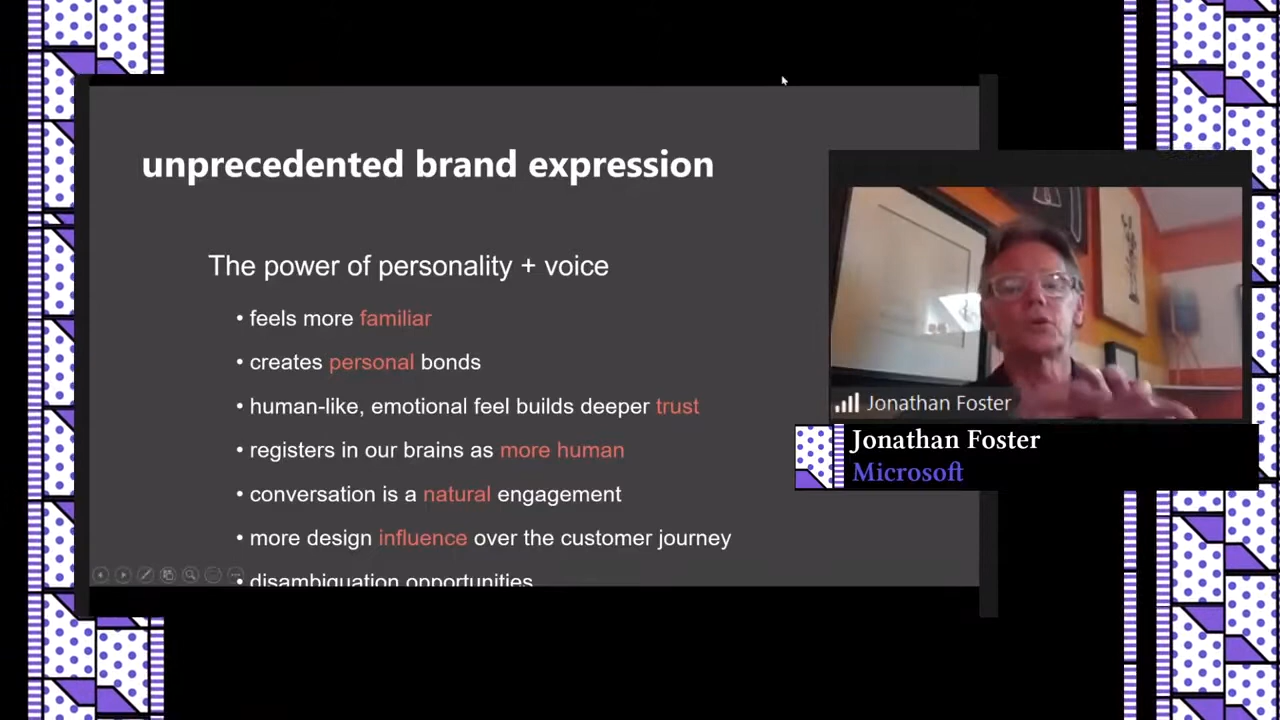 unprecedented brand expression
The power of personality + voice
• feels more familiar
• creates personal bonds
• human-like, emotional feel builds deeper trust
• registers in our brains as more human
• conversation is a natural engagement
• more design influence over the customer journey
• disambiguation opportunities
Jonathan Foster
Jonathan Foster
Microsoft